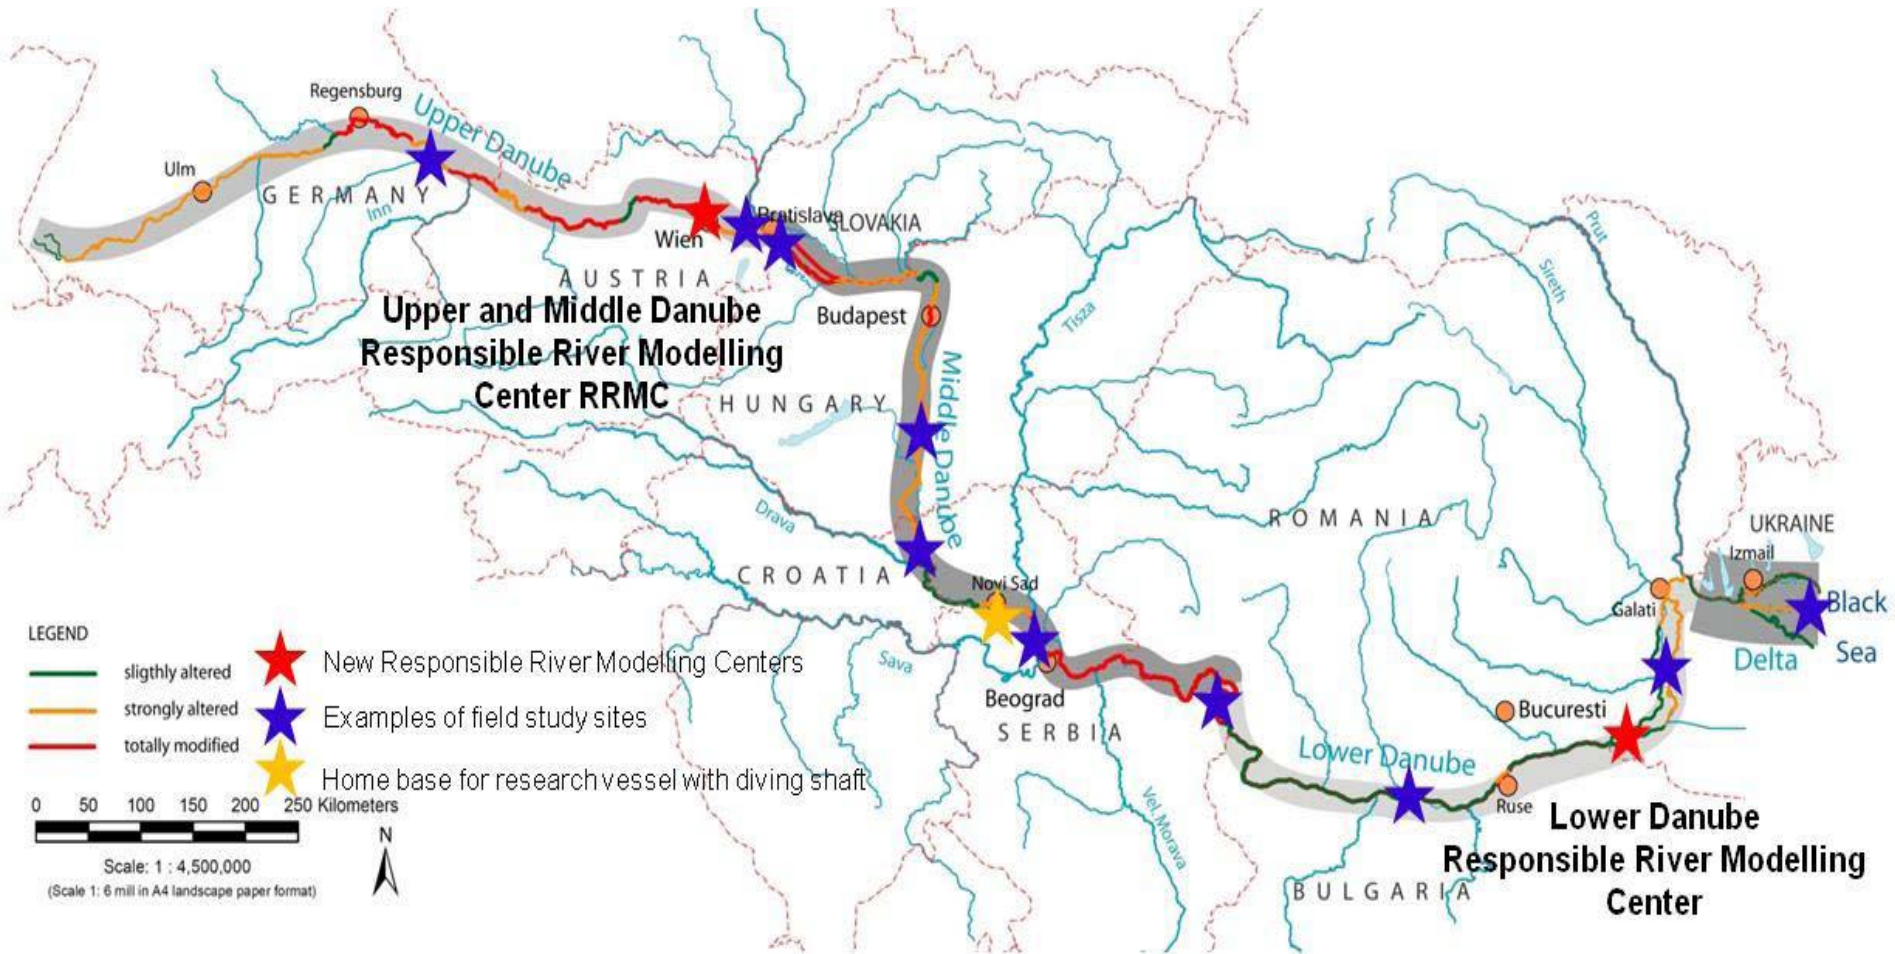 Regensburg
Upper Danube
Ulm
GERMANY
Inn
Bratislava
SLOVAKIA
Wien
AUSTRIA
Prut
Sireth
Upper and Middle Danube
Responsible River Modelling
Center RRMC
Budapest
Tisza
HUNGARY
Middle Danube
Drava
ROMANIA
UKRAINE
Izmail
CROATIA
Novi Sad
Galati
Black
Sea
Delta
LEGEND
sligthly altered
strongly altered
totally modified
New Responsible River Modelling Centers
Examples of field study sites
Home base for research vessel with diving shaft
Sava
Beograd
SERBIA
Bucuresti
Lower Danube
Vel. Morava
Ruse
0 50 100 150 200 250 Kilometers
N
Scale: 1 : 4,500,000
(Scale 1: 6 mill in A4 landscape paper format)
Lower Danube
Responsible River Modelling
Center
BULGARIA